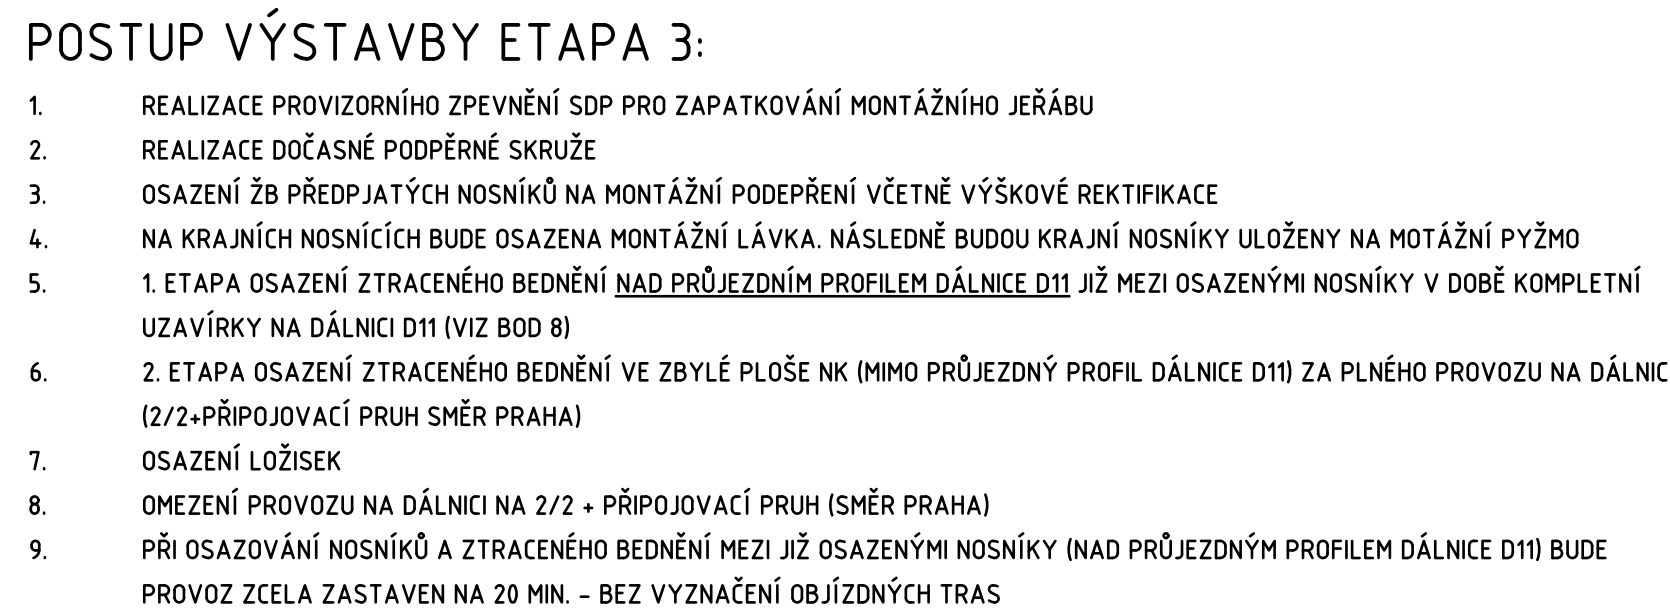 POSTUP VÝSTAVBY ETAPA 3:
1. REALIZACE PROVIZORNÍHO ZPEVNĚNÍ SDP PRO ZAPATKOVÁNÍ MONTÁŽNÍHO JEŘÁBU
2. REALIZACE DOČASNÉ PODPĚRNÉ SKRUŽE
3. OSAZENÍ ŽB PŘEDPJATÝCH NOSNÍKŮ NA MONTÁŽNÍ PODEPŘENÍ VČETNĚ VÝŠKOVÉ REKTIFIKACE
4. NA KRAJNÍCH NOSNÍCÍCH BUDE OSAZENA MONTÁŽNÍ LÁVKA. NÁSLEDNĚ BUDOU KRAJNÍ NOSNÍKY ULOŽENY NA MOTÁŽNÍ PYŽMO
5. 1. ETAPA OSAZENÍ ZTRACENÉHO BEDNĚNÍ NAD PRŮJEZDNÍM PROFILEM DÁLNICE D11 JIŽ MEZI OSAZENÝMI NOSNÍKY V DOBĚ KOMPLETNÍ
UZAVÍRKY NA DÁLNICI D11 (VIZ BOD 8)
6. 2. ETAPA OSAZENÍ ZTRACENÉHO BEDNĚNÍ VE ZBYLÉ PLOŠE NK (MIMO PRŮJEZDNÝ PROFIL DÁLNICE D11) ZA PLNÉHO PROVOZU NA DÁLNIC
(2/2+PŘIPOJOVACÍ PRUH SMĚR PRAHA)
7. OSAZENÍ LOŽISEK
8. OMEZENÍ PROVOZU NA DÁLNICI NA 2/2 + PŘIPOJOVACÍ PRUH (SMĚR PRAHA)
9. PŘI OSAZOVÁNÍ NOSNÍKŮ A ZTRACENÉHO BEDNĚNÍ MEZI JIŽ OSAZENÝMI NOSNÍKY (NAD PRŮJEZDNÝM PROFILEM DÁLNICE D11) BUDE
PROVOZ ZCELA ZASTAVEN NA 20 MIN. - BEZ VYZNAČENÍ OBJÍZDNÝCH TRAS